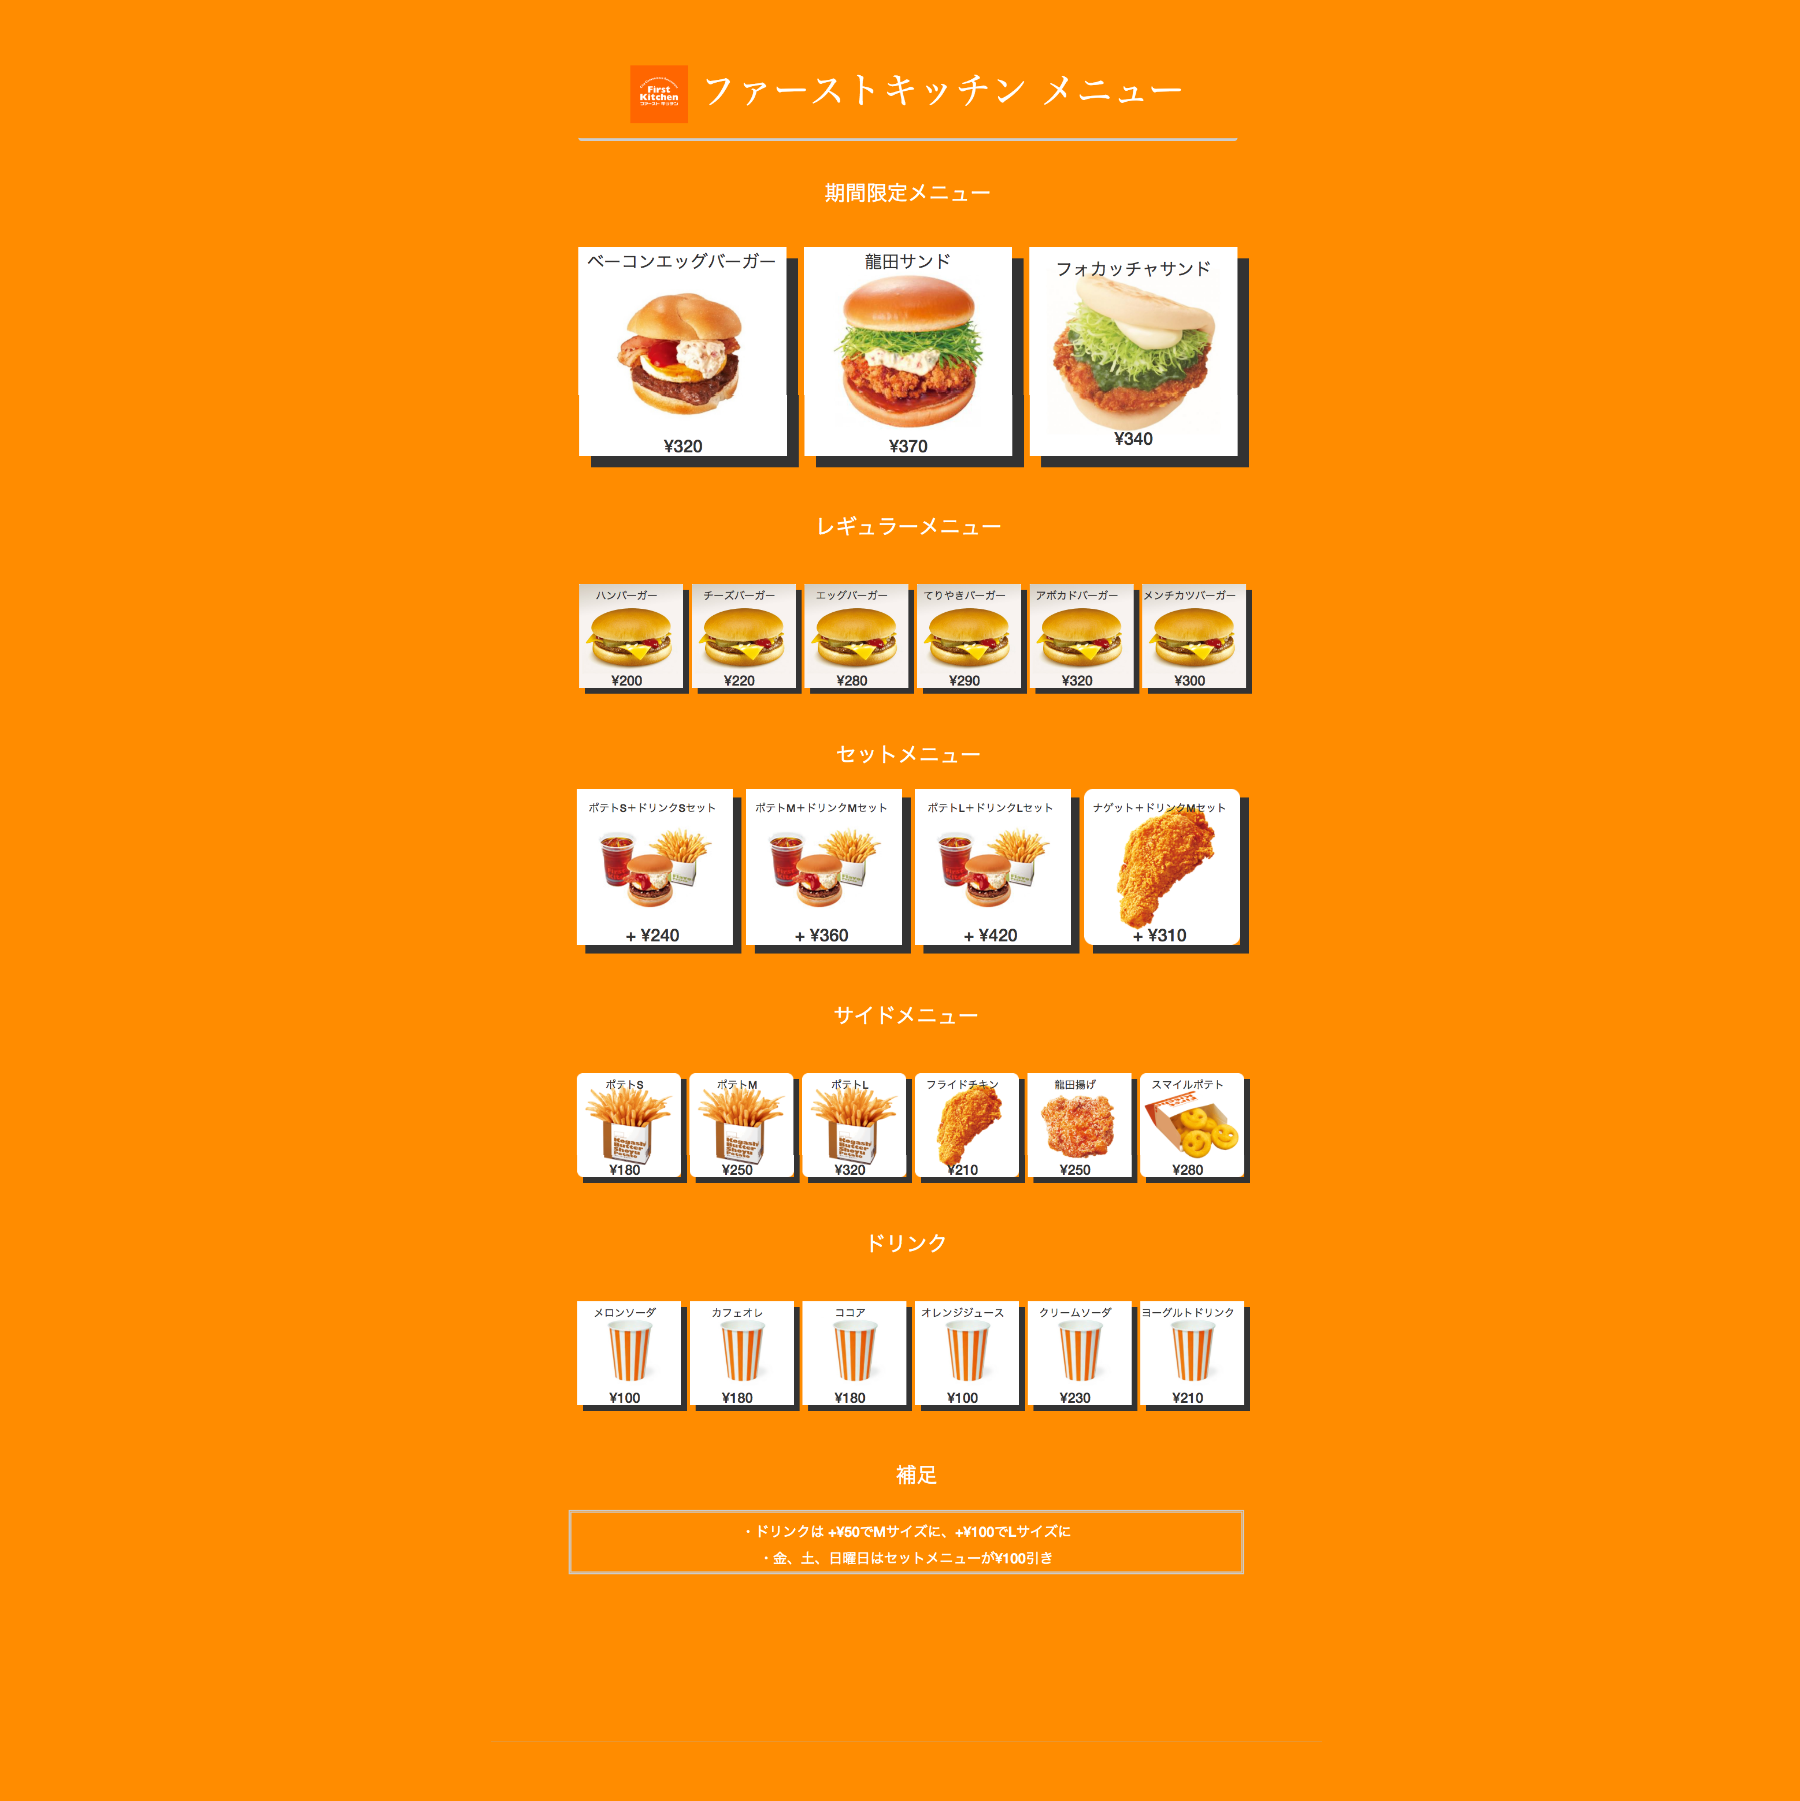 First
Kitchen
ファーストキッチン
ファーストキッチン メニュー
期間限定メニュー
ベーコンエッグバーガー
龍田サンド
フォカッチャサンド
¥320
¥370
¥340
レギュラーメニュー
ハンバーガー
チーズバーガー
エッグバーガー
てりやきバーガー
アボカドバーガー
メンチカツバーガー
¥200
¥220
¥280
¥290
¥320
¥300
セットメニュー
ポテトS＋ドリンクSセット
ポテトM＋ドリンクMセット
ポテトL＋ドリンクLセット
ナゲット＋ドリンクMセット
+ ¥240
+ ¥360
+ ¥420
+ ¥310
サイドメニュー
ポテトS
ポテトM
ポテトL
フライドチキン
龍田揚げ
スマイルポテト
Kogashi
Butter
Shoyu
Potato
Kogashi
Butter
Shoyu
Potato
Kogashi
Butter
Shoyu
Potato
¥180
¥250
¥320
¥210
¥250
¥280
ドリンク
メロンソーダ
カフェオレ
ココア
オレンジジュース
クリームソーダ
ヨーグルトドリンク
¥100
¥180
¥180
¥100
¥230
¥210
補足
・ドリンクは +¥50でMサイズに、+¥100でLサイズに
・金、土、日曜日はセットメニューが¥100引き